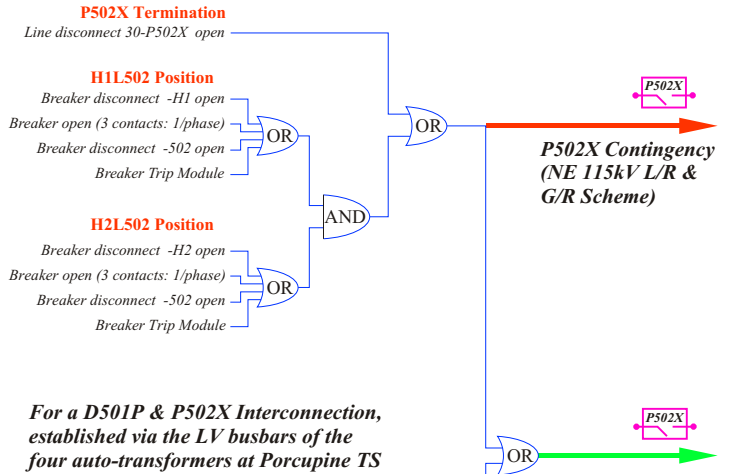 P502X Termination
Line disconnect 30-P502X open
H1L502 Position
Breaker disconnect -H1 open
Breaker open (3 contacts: 1/phase)
Breaker disconnect -502 open
Breaker Trip Module
OR
OR
P502X
P502X Contingency
(NE 115kV L/R &
G/R Scheme)
AND
H2L502 Position
Breaker disconnect -H2 open
Breaker open (3 contacts: 1/phase)
Breaker disconnect -502 open
Breaker Trip Module
OR
For a D501P & P502X Interconnection,
established via the LV busbars of the
four auto-transformers at Porcupine TS
OR
P502X